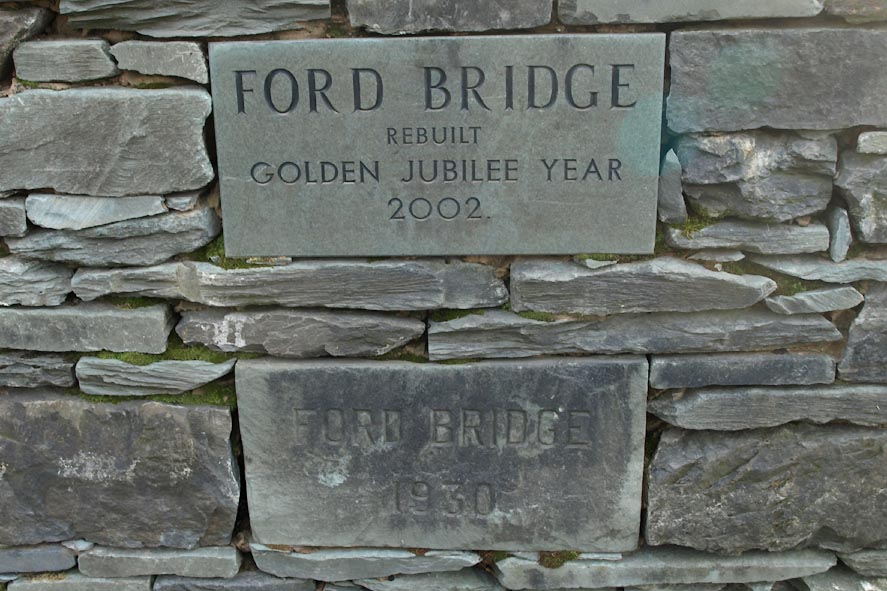 FORD BRIDGE
REBUILT
GOLDEN JUBILEE YEAR
2002.
FORD BRIDGE
1930